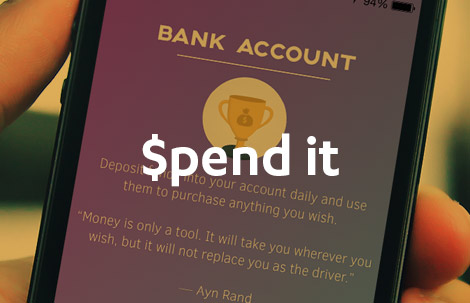 94%
BANK ACCOUNT
$pend it
into your account daily and use
them to purchase anything you wish.
"Money is only a tool. It will take you wherever you
wish, but it will not replace you as the driver."
— Ayn Rand